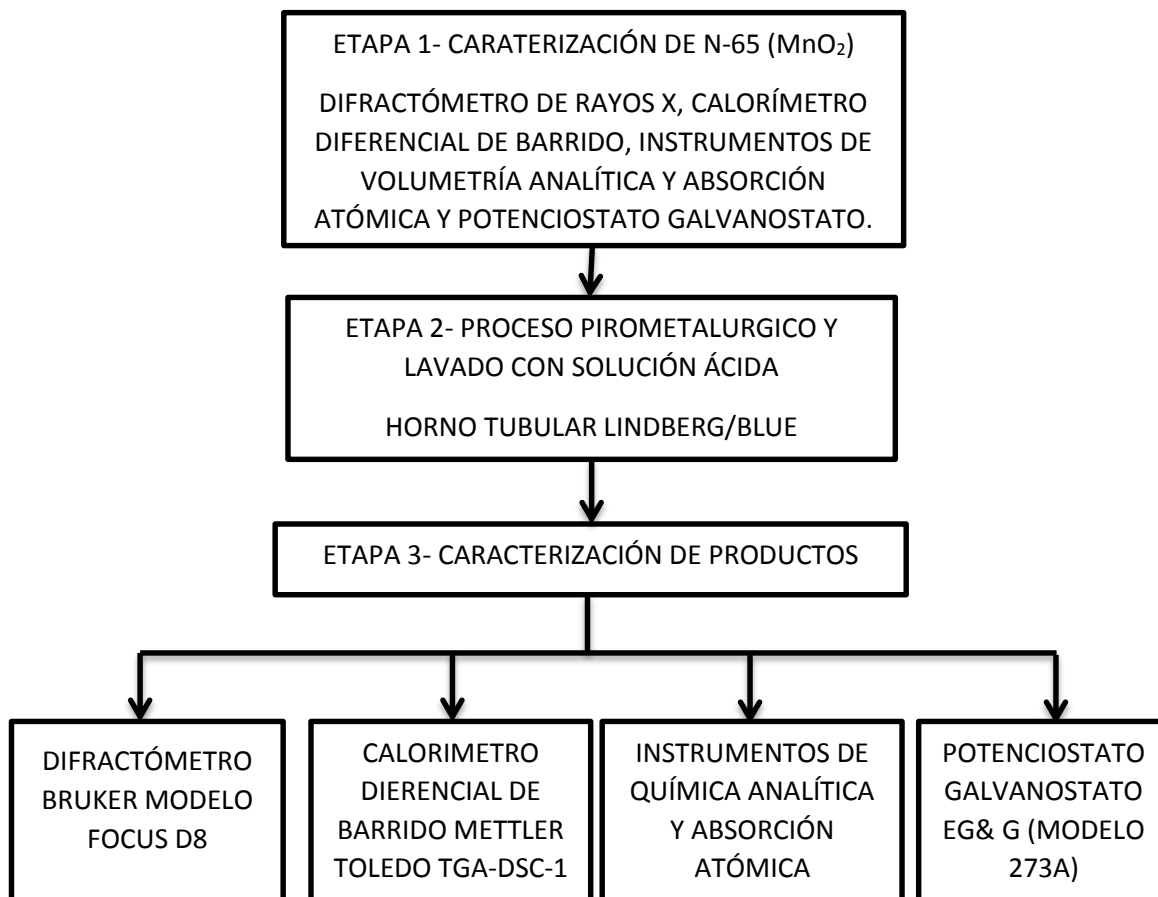 ETAPA 1- CARATERIZACIÓN DE N-65 (MnO₂)
DIFRACTÓMETRO DE RAYOS X, CALORÍMETRO
DIFERENCIAL DE BARRIDO, INSTRUMENTOS DE
VOLUMETRÍA ANALÍTICA Y ABSORCIÓN
ATÓMICA Y POTENCIOSTATO GALVANOSTATO.
ETAPA 2- PROCESO PIROMETALURGICO Y
LAVADO CON SOLUCIÓN ÁCIDA
HORNO TUBULAR LINDBERG/BLUE
ETAPA 3- CARACTERIZACIÓN DE PRODUCTOS
DIFRACTÓMETRO
BRUKER MODELO
FOCUS D8
CALORIMETRO
DIERENCIAL DE
BARRIDO METTLER
TOLEDO TGA-DSC-1
INSTRUMENTOS DE
QUÍMICA ANALÍTICA
Y ABSORCIÓN
ATÓMICA
POTENCIOSTATO
GALVANOSTATO
EG& G (MODELO
273A)